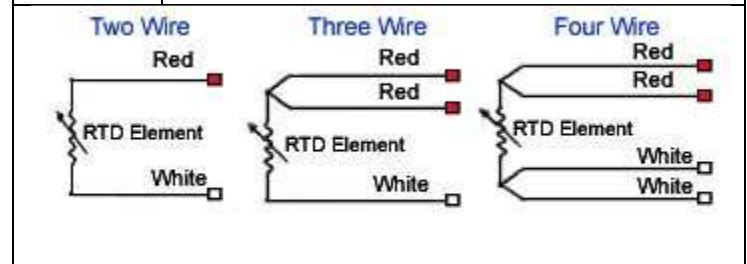 Two Wire
Red
RTD Element
White
Three Wire
Red
Red
RTD Element
White
Four Wire
Red
Red
RTD Element
White
White